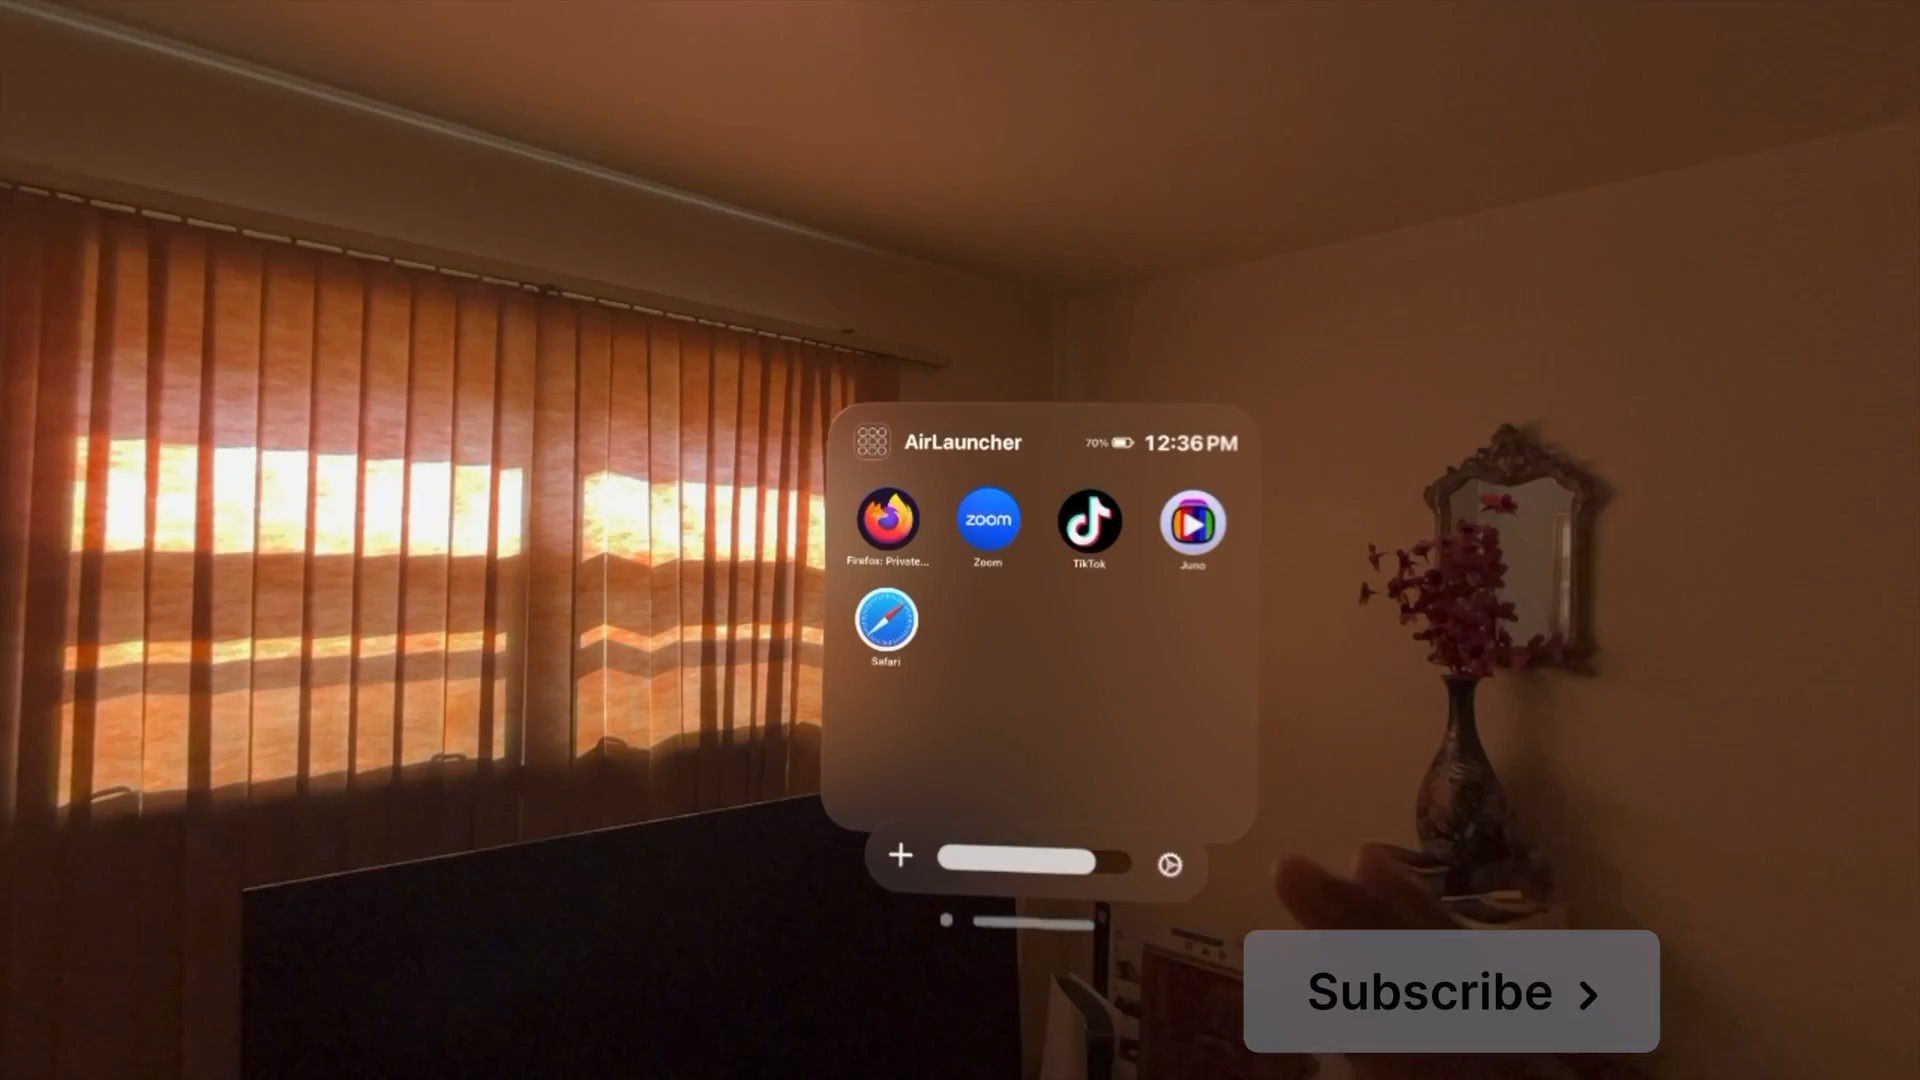 AirLauncher
70% 12:36 PM
Firefox: Private...
zoom
Zoom
TikTok
Juno
Safari
Subscribe >